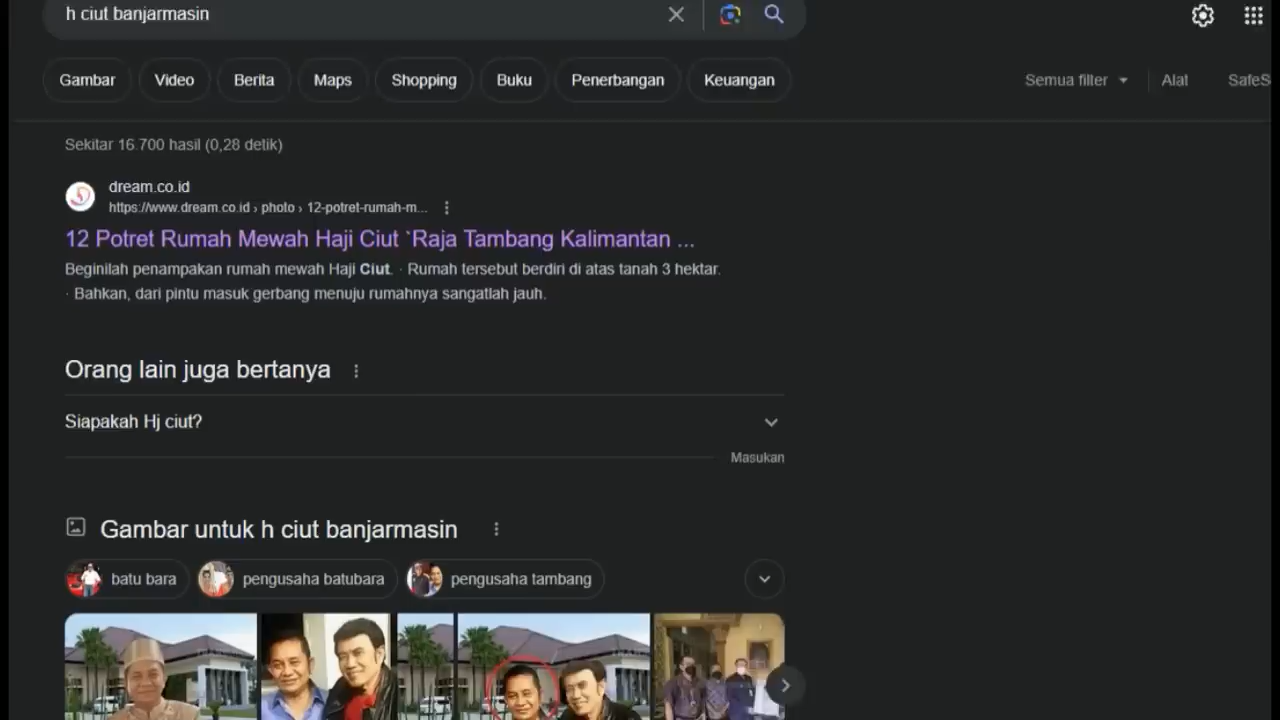 h ciut banjarmasin
Gambar Video Berita Maps Shopping Buku Penerbangan Keuangan Semua filter Alat SafeS
Sekitar 16.700 hasil (0,28 detik)
dream.co.id
https://www.dream.co.id › photo › 12-potret-rumah-m...
12 Potret Rumah Mewah Haji Ciut `Raja Tambang Kalimantan ...
Beginilah penampakan rumah mewah Haji Ciut. · Rumah tersebut berdiri di atas tanah 3 hektar.
· Bahkan, dari pintu masuk gerbang menuju rumahnya sangatlah jauh.
Orang lain juga bertanya
Siapakah Hj ciut?
Masukan
Gambar untuk h ciut banjarmasin
batu bara pengusaha batubara pengusaha tambang